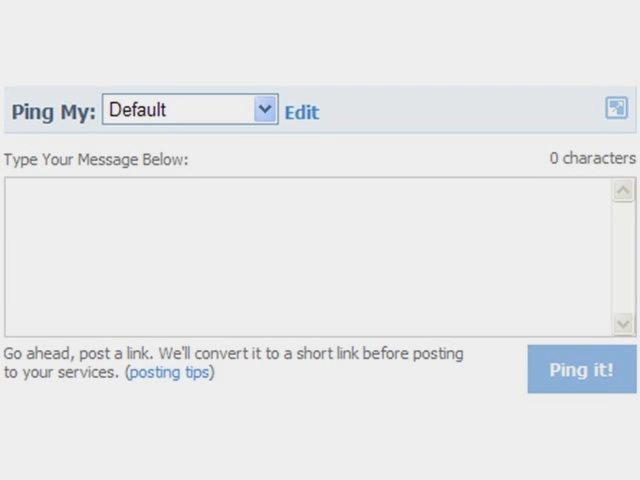 Ping My: Default Edit
Type Your Message Below: 0 characters
Go ahead, post a link. We'll convert it to a short link before posting
to your services. (posting tips)
Ping it!